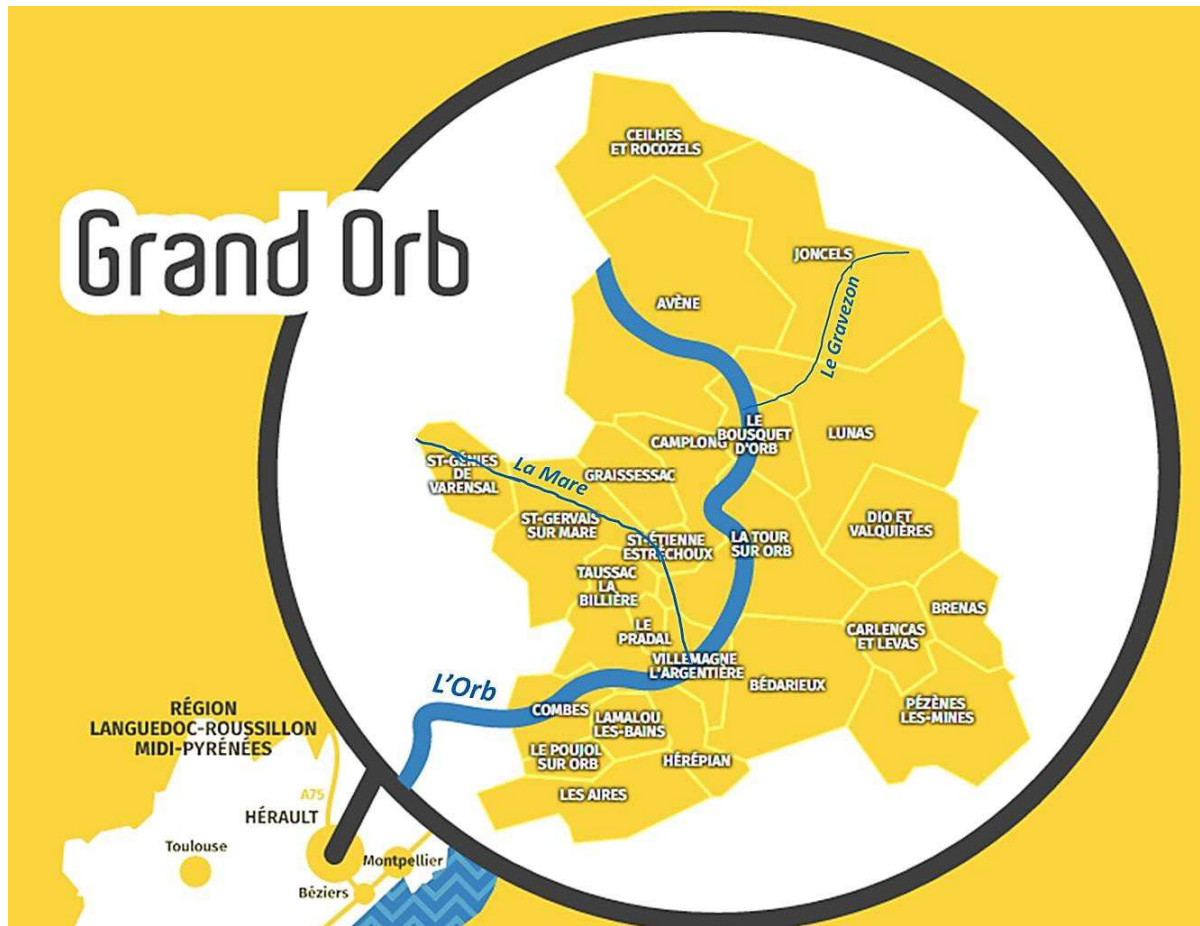 Grand Orb
CEILHES
ET ROCOZELS
JONCELS
AVÈNE
Le Gravezon
LE
BOUSQUET
D'ORB
CAMPLONG
LUNAS
ST-GÉNIES
DE
VARENSAL
La Mare
GRAISSESSAC
ST-GERVAIS
SUR MARE
ST-ÉTIENNE
ESTRÉCHOUX
LA TOUR
SUR ORB
DIO ET
VALQUIÈRES
TAUSSAC
LA
BILLIÈRE
BRENAS
LE
PRADAL
CARLENCAS
ET LEVAS
VILLEMAGNE
L'ARGENTIÈRE
BÉDARIEUX
L'Orb
COMBES
LAMALOU
LES-BAINS
PÉZÈNES
LES-MINES
LE POUJOL
SUR ORB
HÉRÉPIAN
LES AIRES
RÉGION
LANGUEDOC-ROUSSILLON
MIDI-PYRÉNÉES
A75
HÉRAULT
Toulouse
Montpellier
Béziers